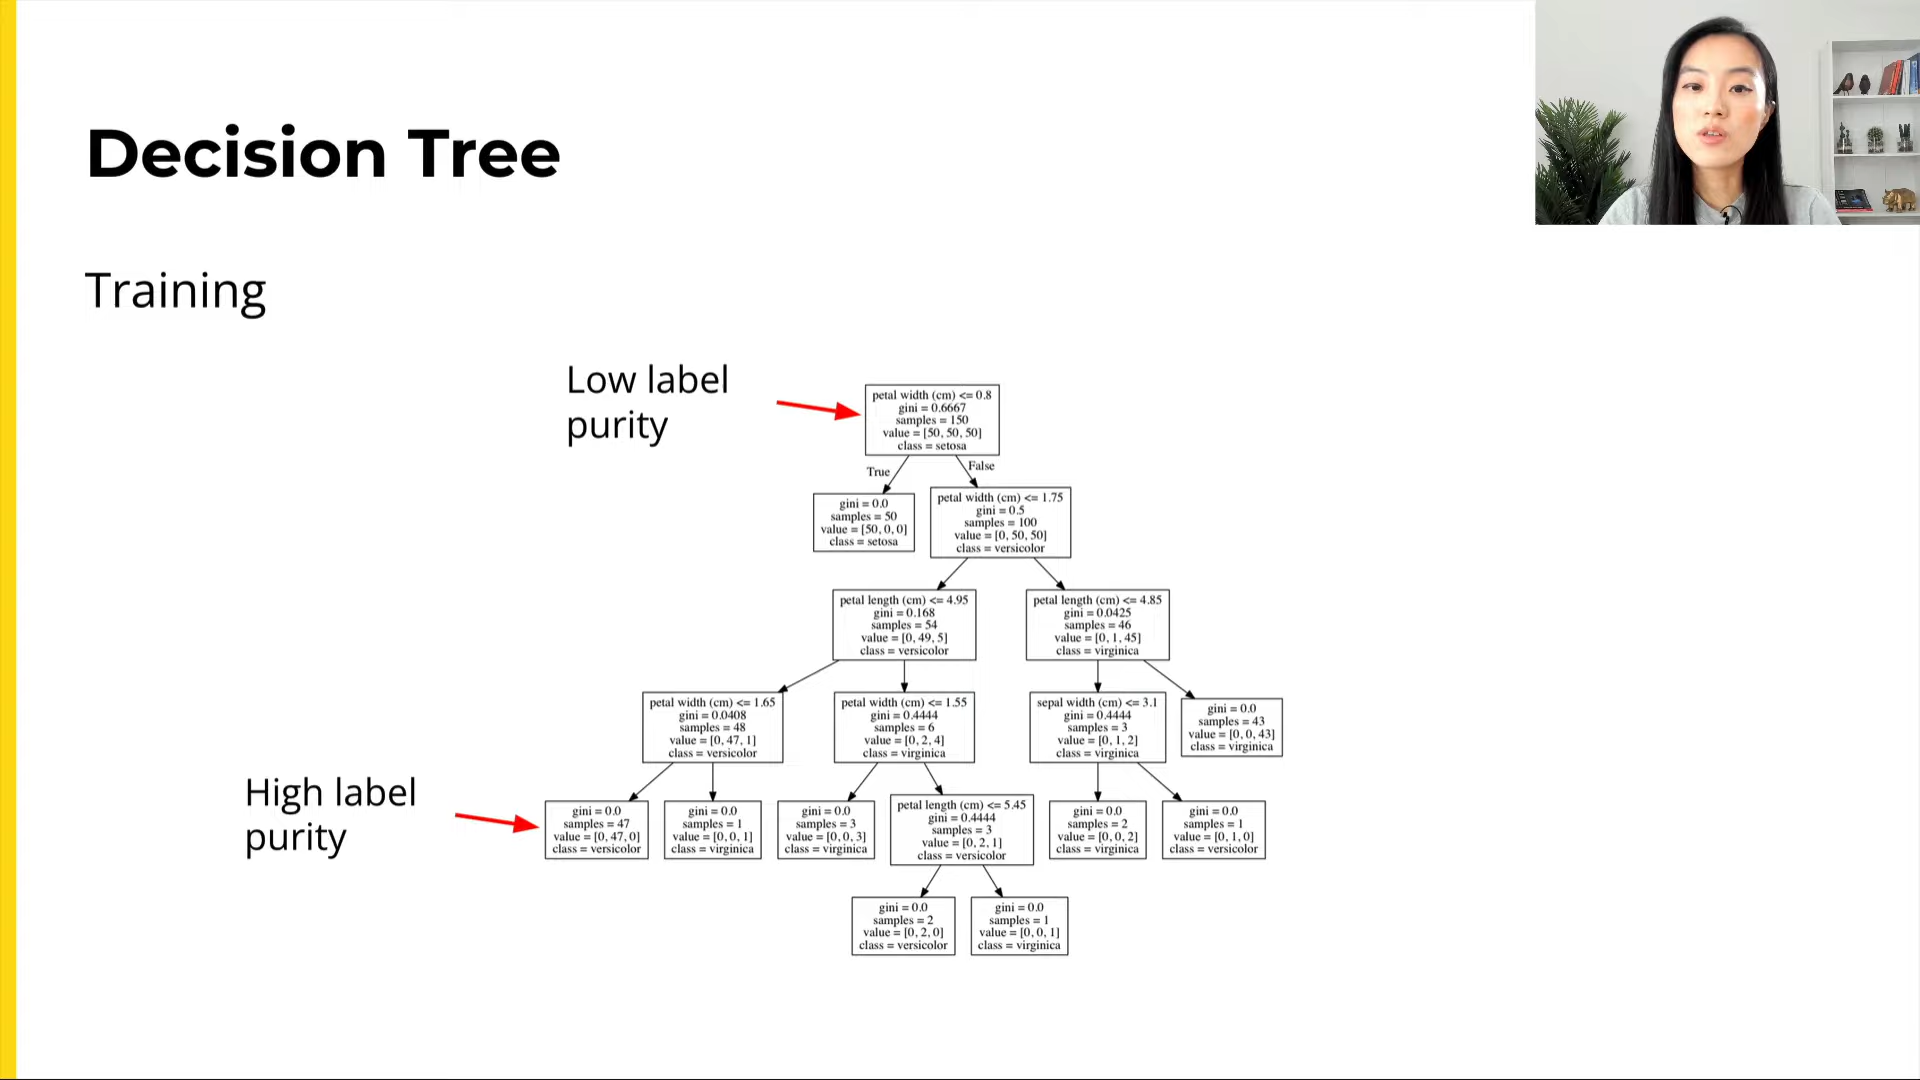 Decision Tree
Training
Low label
purity
petal width (cm) <= 0.8
gini = 0.6667
samples = 150
value = [50, 50, 50]
class = setosa
True
False
gini = 0.0
samples = 50
value = [50, 0, 0]
class = setosa
petal width (cm) <= 1.75
gini = 0.5
samples = 100
value = [0, 50, 50]
class = versicolor
petal length (cm) <= 4.95
gini = 0.168
samples = 54
value = [0, 49, 5]
class = versicolor
petal length (cm) <= 4.85
gini = 0.0425
samples = 46
value = [0, 1, 45]
class = virginica
petal width (cm) <= 1.65
gini = 0.0408
samples = 48
value = [0, 47, 1]
class = versicolor
petal width (cm) <= 1.55
gini = 0.4444
samples = 6
value = [0, 2, 4]
class = virginica
sepal width (cm) <= 3.1
gini = 0.4444
samples = 3
value = [0, 1, 2]
class = virginica
gini = 0.0
samples = 43
value = [0, 0, 43]
class = virginica
High label
purity
gini = 0.0
samples = 47
value = [0, 47, 0]
class = versicolor
gini = 0.0
samples = 1
value = [0, 0, 1]
class = virginica
gini = 0.0
samples = 3
value = [0, 0, 3]
class = virginica
petal length (cm) <= 5.45
gini = 0.4444
samples = 3
value = [0, 2, 1]
class = versicolor
gini = 0.0
samples = 2
value = [0, 0, 2]
class = virginica
gini = 0.0
samples = 1
value = [0, 1, 0]
class = versicolor
gini = 0.0
samples = 2
value = [0, 2, 0]
class = versicolor
gini = 0.0
samples = 1
value = [0, 0, 1]
class = virginica